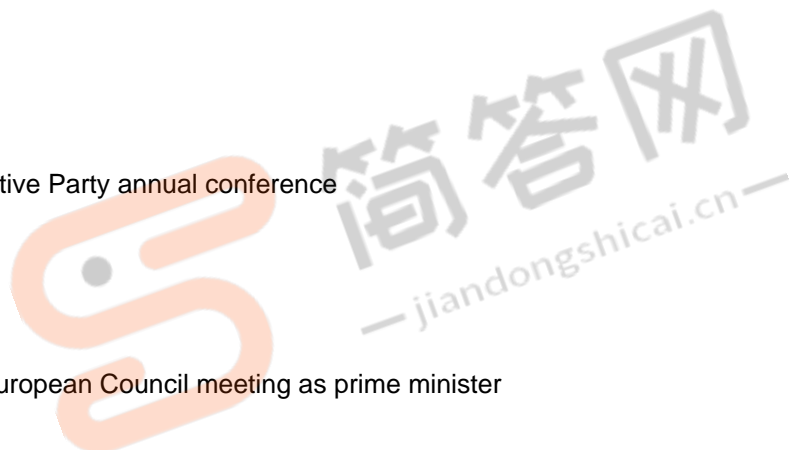 简答网
tive Party annual conference
jiandongshicai.cn
uropean Council meeting as prime minister